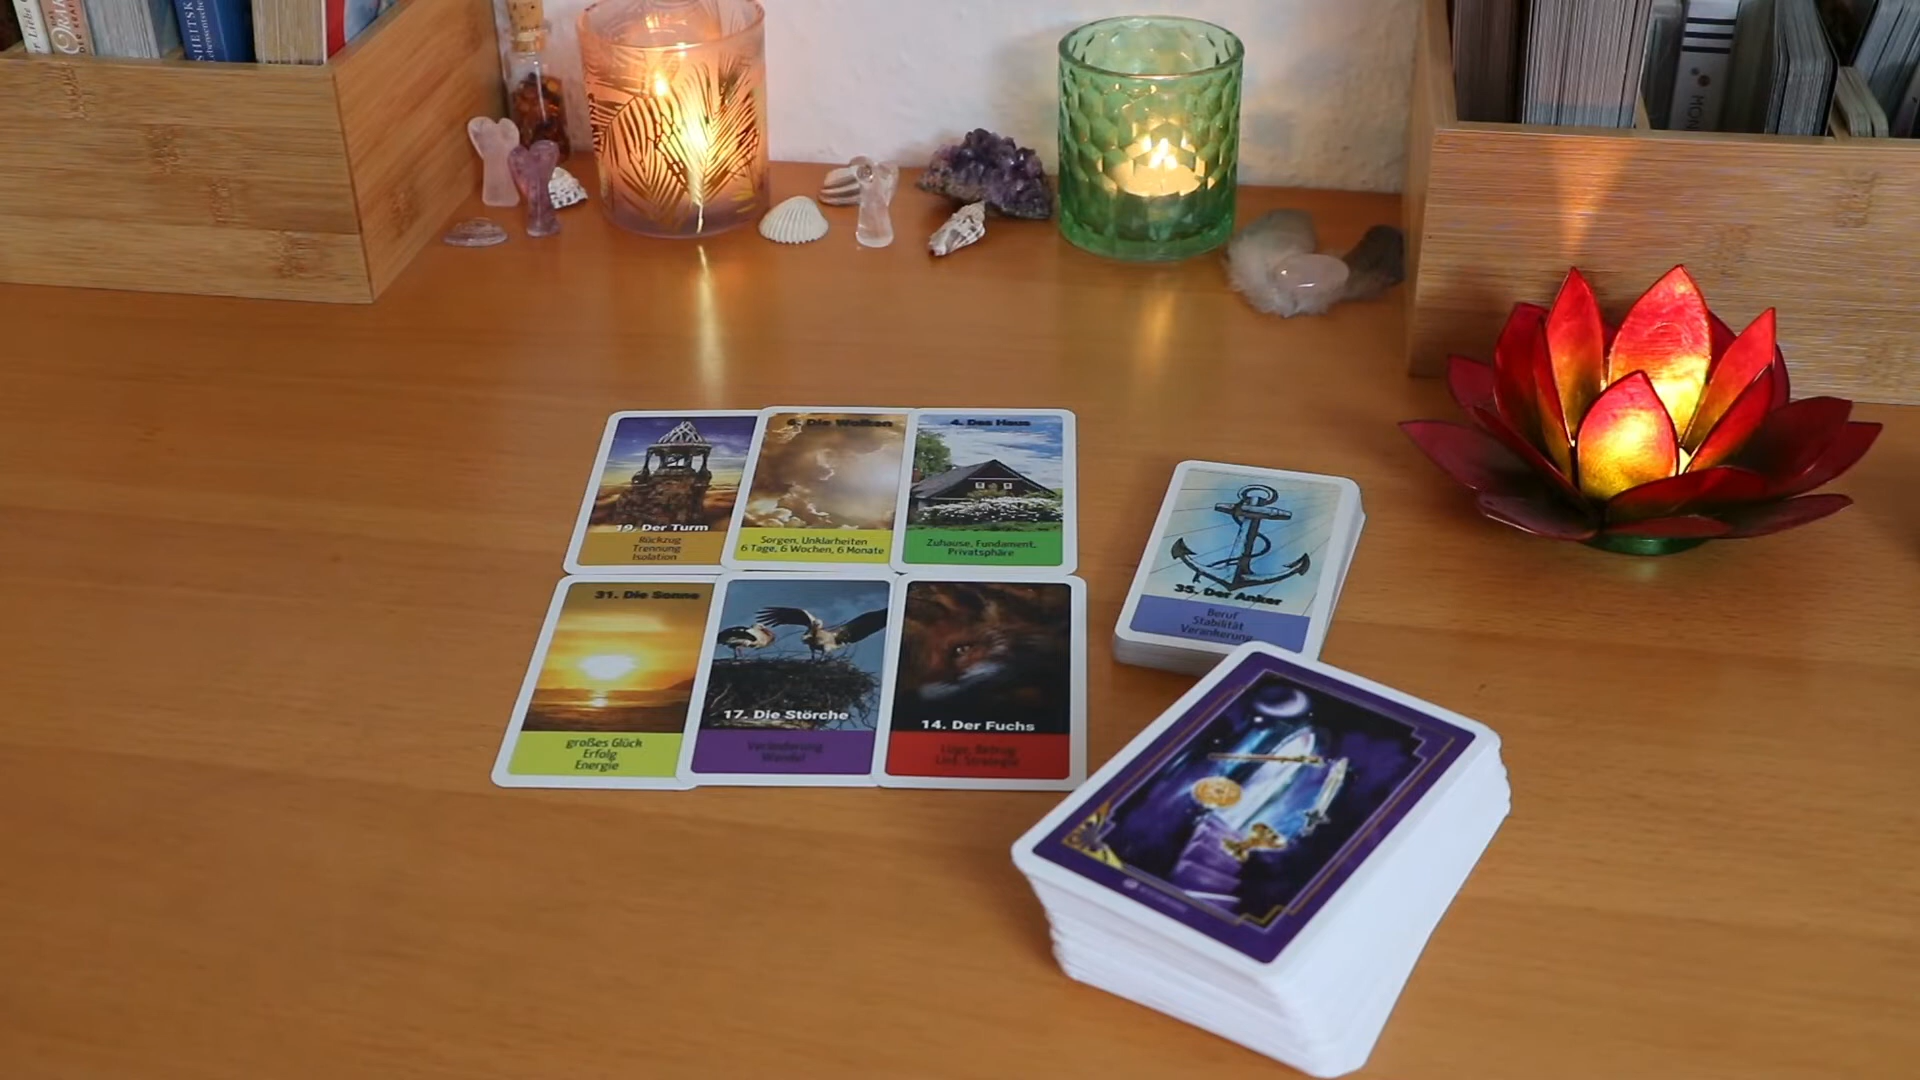 SHEITSK
19. Der Turm
Rückzug
Trennung
Isolation
6. Die Wolken
Sorgen, Unklarheiten
6 Tage, 6 Wochen, 6 Monate
4. Das Haus
Zuhause, Fundament,
Privatsphäre
31. Die Sonne
großes Glück
Erfolg
Energie
17. Die Störche
Veränderung
Wandel
14. Der Fuchs
Lüge, Betrug
List, Strategie
35. Der Anker
Beruf
Stabilität
Verankerung